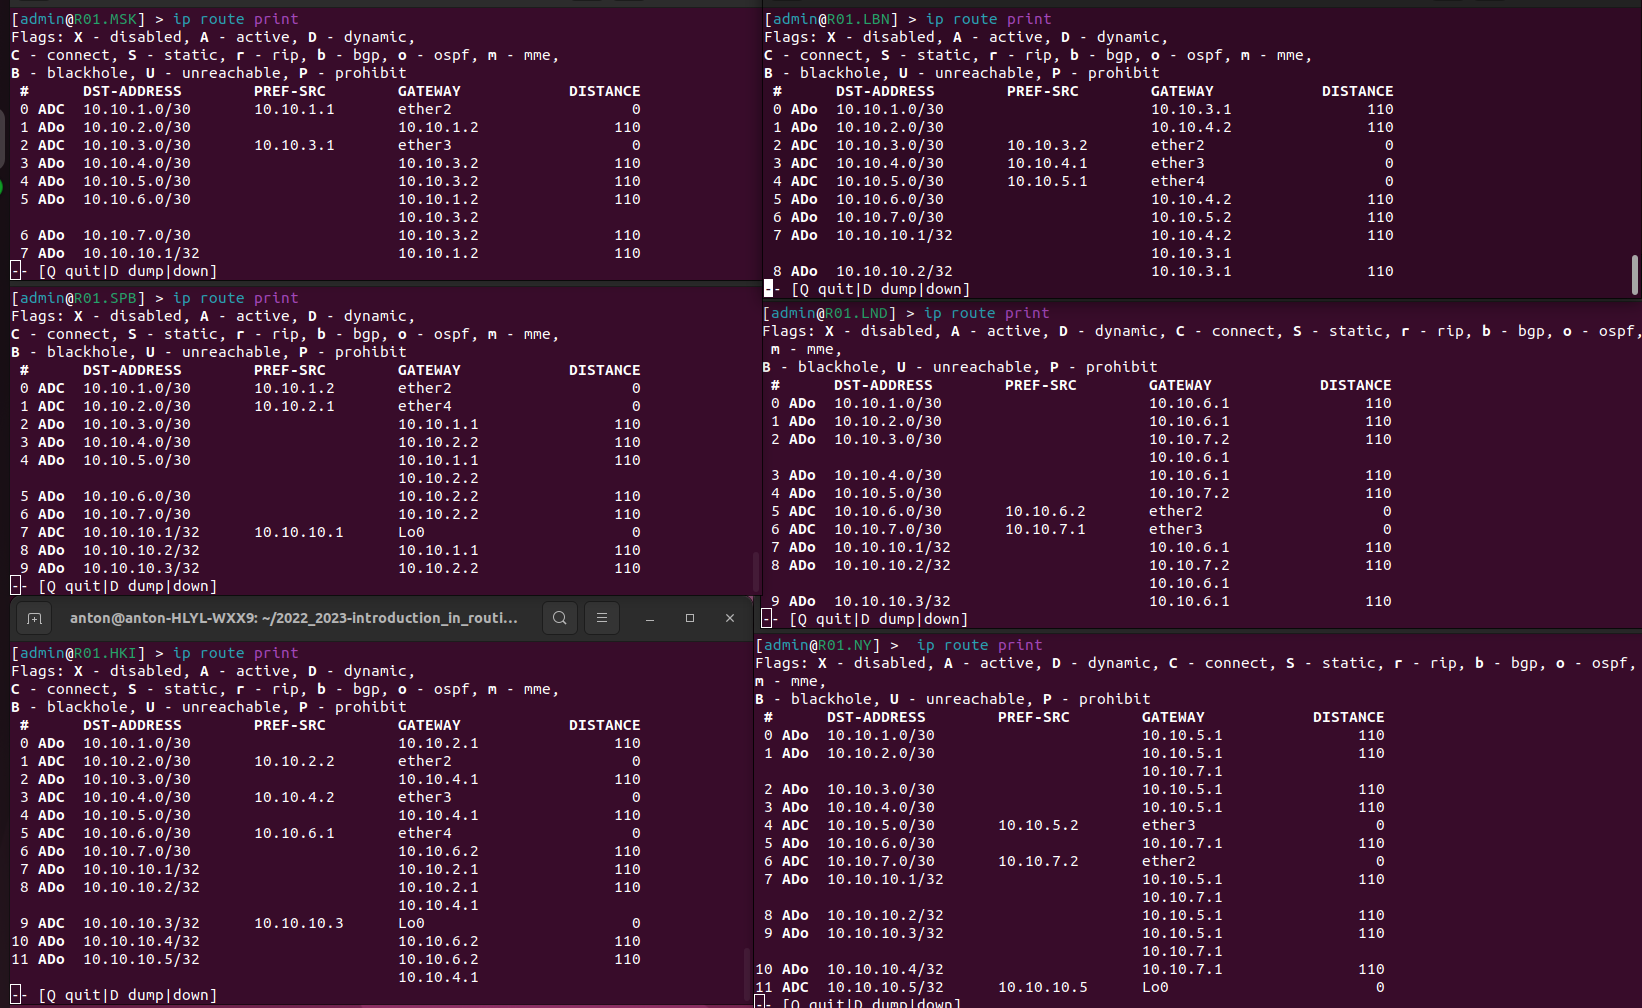 [admin@R01.MSK] > ip route print
Flags: X - disabled, A - active, D - dynamic,
C - connect, S - static, r - rip, b - bgp, o - ospf, m - mme,
B - blackhole, U - unreachable, P - prohibit
 #      DST-ADDRESS        PREF-SRC        GATEWAY            DISTANCE
 0 ADC  10.10.1.0/30       10.10.1.1       ether2                    0
 1 ADo  10.10.2.0/30                       10.10.1.2               110
 2 ADC  10.10.3.0/30       10.10.3.1       ether3                    0
 3 ADo  10.10.4.0/30                       10.10.3.2               110
 4 ADo  10.10.5.0/30                       10.10.3.2               110
 5 ADo  10.10.6.0/30                       10.10.1.2               110
                                           10.10.3.2
 6 ADo  10.10.7.0/30                       10.10.3.2               110
 7 ADo  10.10.10.1/32                      10.10.1.2               110
-- [Q quit|D dump|down]
[admin@R01.SPB] > ip route print
Flags: X - disabled, A - active, D - dynamic,
C - connect, S - static, r - rip, b - bgp, o - ospf, m - mme,
B - blackhole, U - unreachable, P - prohibit
 #      DST-ADDRESS        PREF-SRC        GATEWAY            DISTANCE
 0 ADC  10.10.1.0/30       10.10.1.2       ether2                    0
 1 ADC  10.10.2.0/30       10.10.2.1       ether4                    0
 2 ADo  10.10.3.0/30                       10.10.1.1               110
 3 ADo  10.10.4.0/30                       10.10.2.2               110
 4 ADo  10.10.5.0/30                       10.10.1.1               110
                                           10.10.2.2
 5 ADo  10.10.6.0/30                       10.10.2.2               110
 6 ADo  10.10.7.0/30                       10.10.2.2               110
 7 ADC  10.10.10.1/32      10.10.10.1      Lo0                       0
 8 ADo  10.10.10.2/32                      10.10.1.1               110
 9 ADo  10.10.10.3/32                      10.10.2.2               110
-- [Q quit|D dump|down]
anton@anton-HLYL-WXX9: ~/2022_2023-introduction_in_routi...
[admin@R01.HKI] > ip route print
Flags: X - disabled, A - active, D - dynamic,
C - connect, S - static, r - rip, b - bgp, o - ospf, m - mme,
B - blackhole, U - unreachable, P - prohibit
 #      DST-ADDRESS        PREF-SRC        GATEWAY            DISTANCE
 0 ADo  10.10.1.0/30                       10.10.2.1               110
 1 ADC  10.10.2.0/30       10.10.2.2       ether2                    0
 2 ADo  10.10.3.0/30                       10.10.4.1               110
 3 ADC  10.10.4.0/30       10.10.4.2       ether3                    0
 4 ADo  10.10.5.0/30                       10.10.4.1               110
 5 ADC  10.10.6.0/30       10.10.6.1       ether4                    0
 6 ADo  10.10.7.0/30                       10.10.6.2               110
 7 ADo  10.10.10.1/32                      10.10.2.1               110
 8 ADo  10.10.10.2/32                      10.10.2.1               110
                                           10.10.4.1
 9 ADC  10.10.10.3/32      10.10.10.3      Lo0                       0
10 ADo  10.10.10.4/32                      10.10.6.2               110
11 ADo  10.10.10.5/32                      10.10.6.2               110
                                           10.10.4.1
-- [Q quit|D dump|down]
[admin@R01.LBN] > ip route print
Flags: X - disabled, A - active, D - dynamic,
C - connect, S - static, r - rip, b - bgp, o - ospf, m - mme,
B - blackhole, U - unreachable, P - prohibit
 #      DST-ADDRESS        PREF-SRC        GATEWAY            DISTANCE
 0 ADo  10.10.1.0/30                       10.10.3.1               110
 1 ADo  10.10.2.0/30                       10.10.4.2               110
 2 ADC  10.10.3.0/30       10.10.3.2       ether2                    0
 3 ADC  10.10.4.0/30       10.10.4.1       ether3                    0
 4 ADC  10.10.5.0/30       10.10.5.1       ether4                    0
 5 ADo  10.10.6.0/30                       10.10.4.2               110
 6 ADo  10.10.7.0/30                       10.10.5.2               110
 7 ADo  10.10.10.1/32                      10.10.4.2               110
                                           10.10.3.1
 8 ADo  10.10.10.2/32                      10.10.3.1               110
-- [Q quit|D dump|down]
[admin@R01.LND] > ip route print
Flags: X - disabled, A - active, D - dynamic, C - connect, S - static, r - rip, b - bgp, o - ospf,
 m - mme,
B - blackhole, U - unreachable, P - prohibit
 #      DST-ADDRESS        PREF-SRC        GATEWAY            DISTANCE
 0 ADo  10.10.1.0/30                       10.10.6.1               110
 1 ADo  10.10.2.0/30                       10.10.6.1               110
 2 ADo  10.10.3.0/30                       10.10.7.2               110
                                           10.10.6.1
 3 ADo  10.10.4.0/30                       10.10.6.1               110
 4 ADo  10.10.5.0/30                       10.10.7.2               110
 5 ADC  10.10.6.0/30       10.10.6.2       ether2                    0
 6 ADC  10.10.7.0/30       10.10.7.1       ether3                    0
 7 ADo  10.10.10.1/32                      10.10.6.1               110
 8 ADo  10.10.10.2/32                      10.10.7.2               110
                                           10.10.6.1
 9 ADo  10.10.10.3/32                      10.10.6.1               110
-- [Q quit|D dump|down]
[admin@R01.NY] >  ip route print
Flags: X - disabled, A - active, D - dynamic, C - connect, S - static, r - rip, b - bgp, o - ospf,
m - mme,
B - blackhole, U - unreachable, P - prohibit
 #      DST-ADDRESS        PREF-SRC        GATEWAY            DISTANCE
 0 ADo  10.10.1.0/30                       10.10.5.1               110
 1 ADo  10.10.2.0/30                       10.10.5.1               110
                                           10.10.7.1
 2 ADo  10.10.3.0/30                       10.10.5.1               110
 3 ADo  10.10.4.0/30                       10.10.5.1               110
 4 ADC  10.10.5.0/30       10.10.5.2       ether3                    0
 5 ADo  10.10.6.0/30                       10.10.7.1               110
 6 ADC  10.10.7.0/30       10.10.7.2       ether2                    0
 7 ADo  10.10.10.1/32                      10.10.5.1               110
                                           10.10.7.1
 8 ADo  10.10.10.2/32                      10.10.5.1               110
 9 ADo  10.10.10.3/32                      10.10.5.1               110
                                           10.10.7.1
10 ADo  10.10.10.4/32                      10.10.7.1               110
11 ADC  10.10.10.5/32      10.10.10.5      Lo0                       0
-- [Q quit|D dump|down]